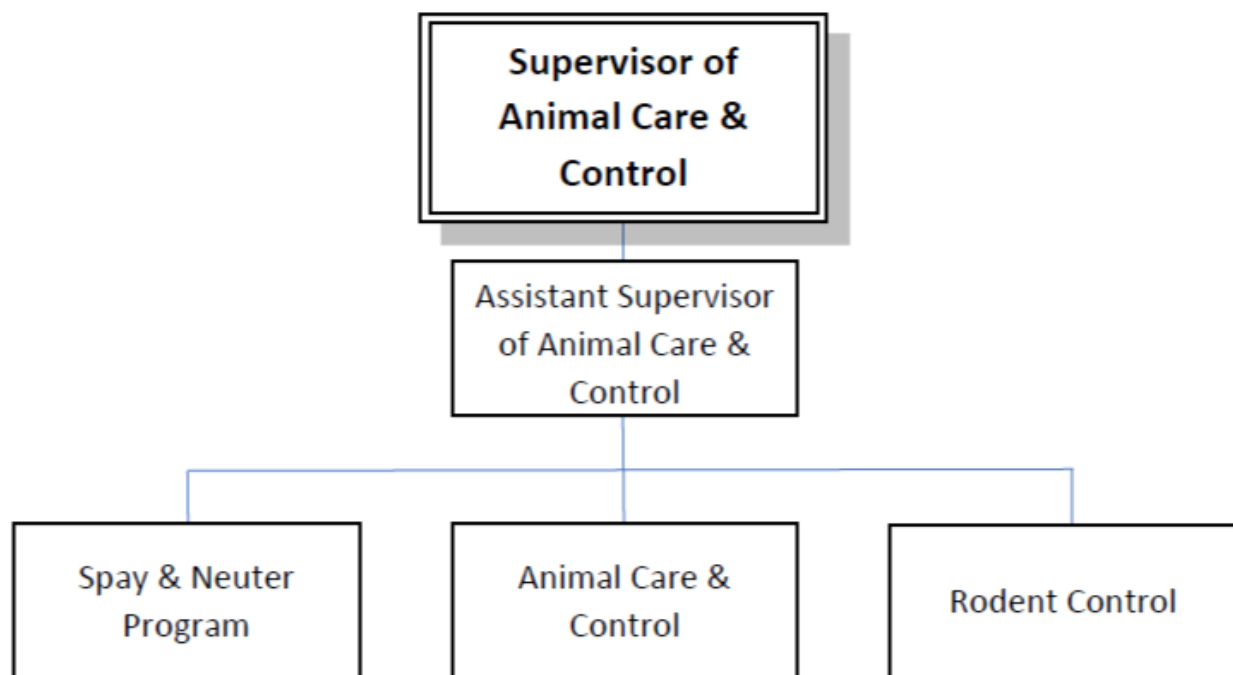 Supervisor of
Animal Care &
Control
Assistant Supervisor
of Animal Care &
Control
Spay & Neuter
Program
Animal Care &
Control
Rodent Control